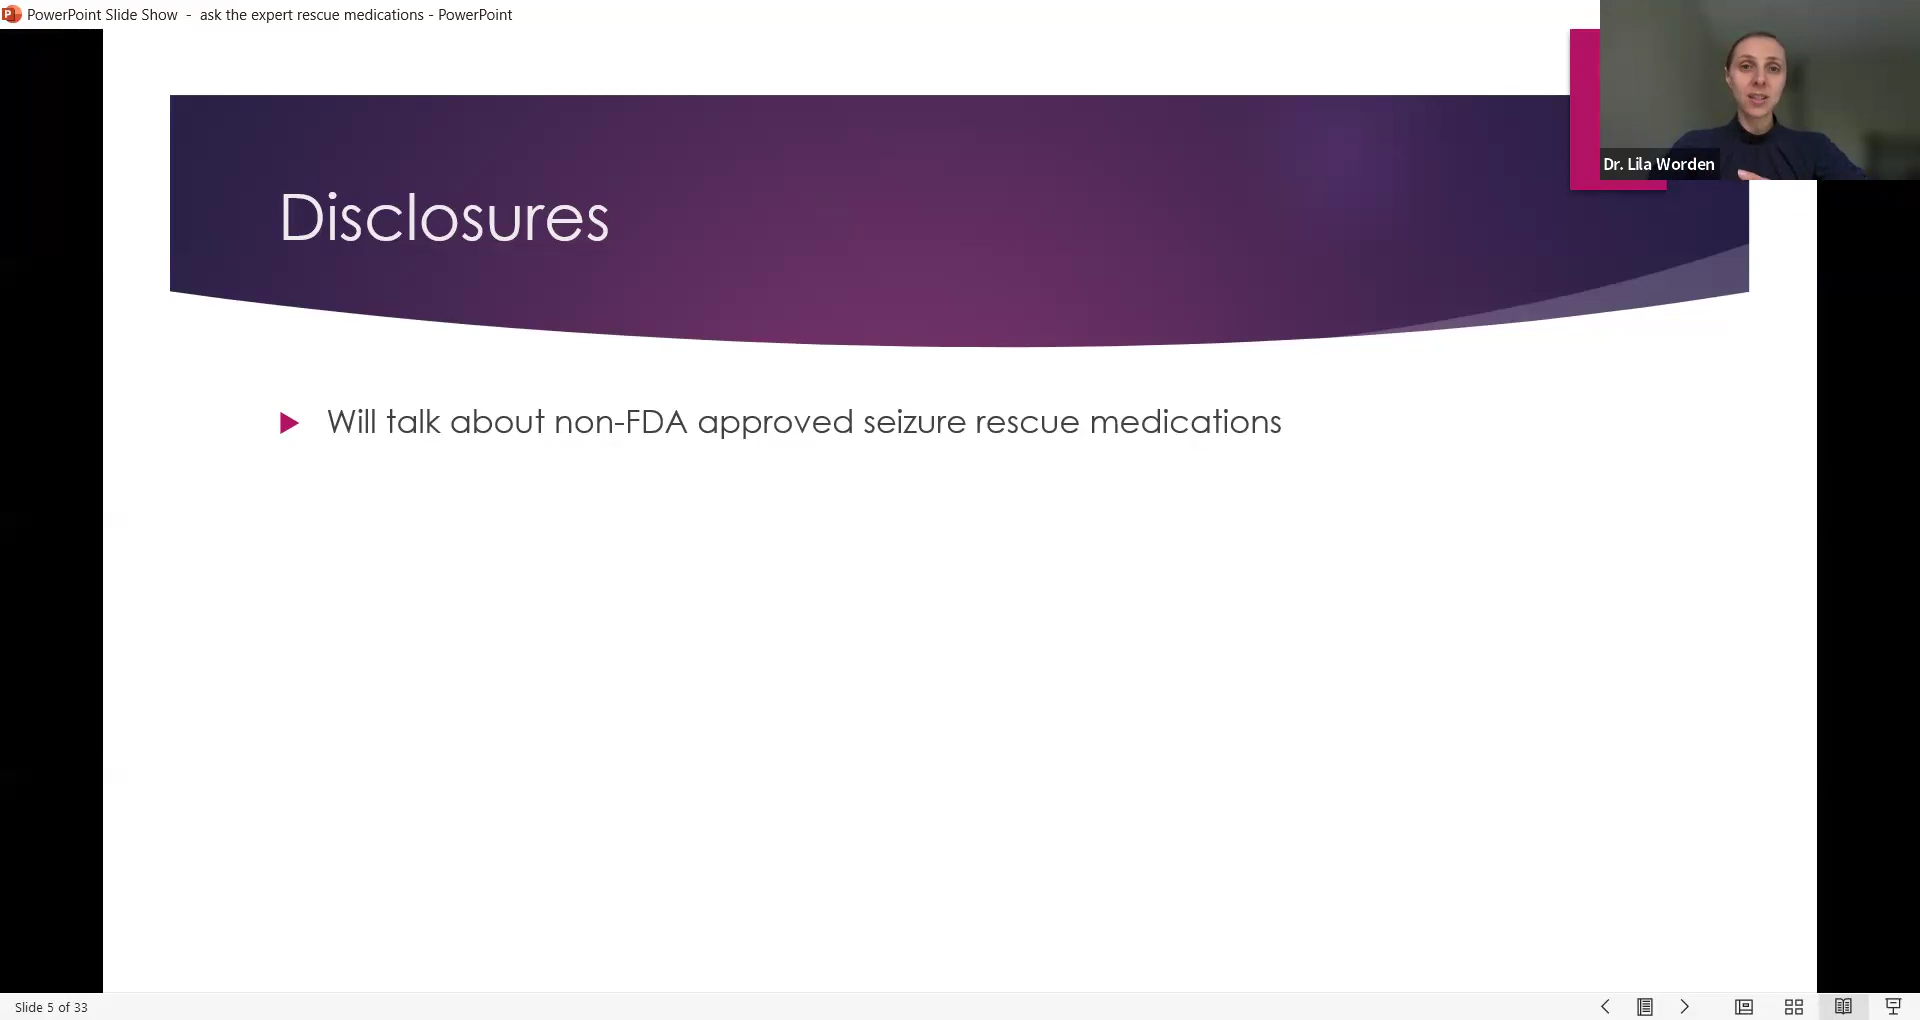 PowerPoint Slide Show - ask the expert rescue medications - PowerPoint
Dr. Lila Worden
Disclosures
Will talk about non-FDA approved seizure rescue medications
Slide 5 of 33